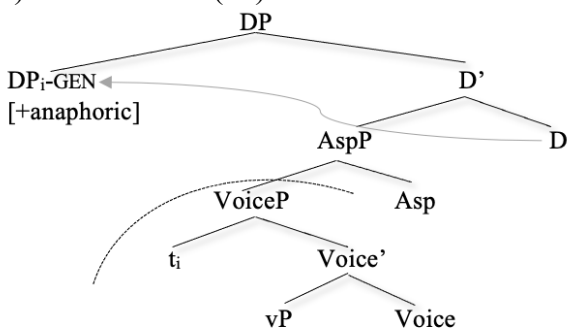 DP
DPᵢ-GEN D’
[+anaphoric]
AspP D
VoiceP Asp
tᵢ Voice’
vP Voice